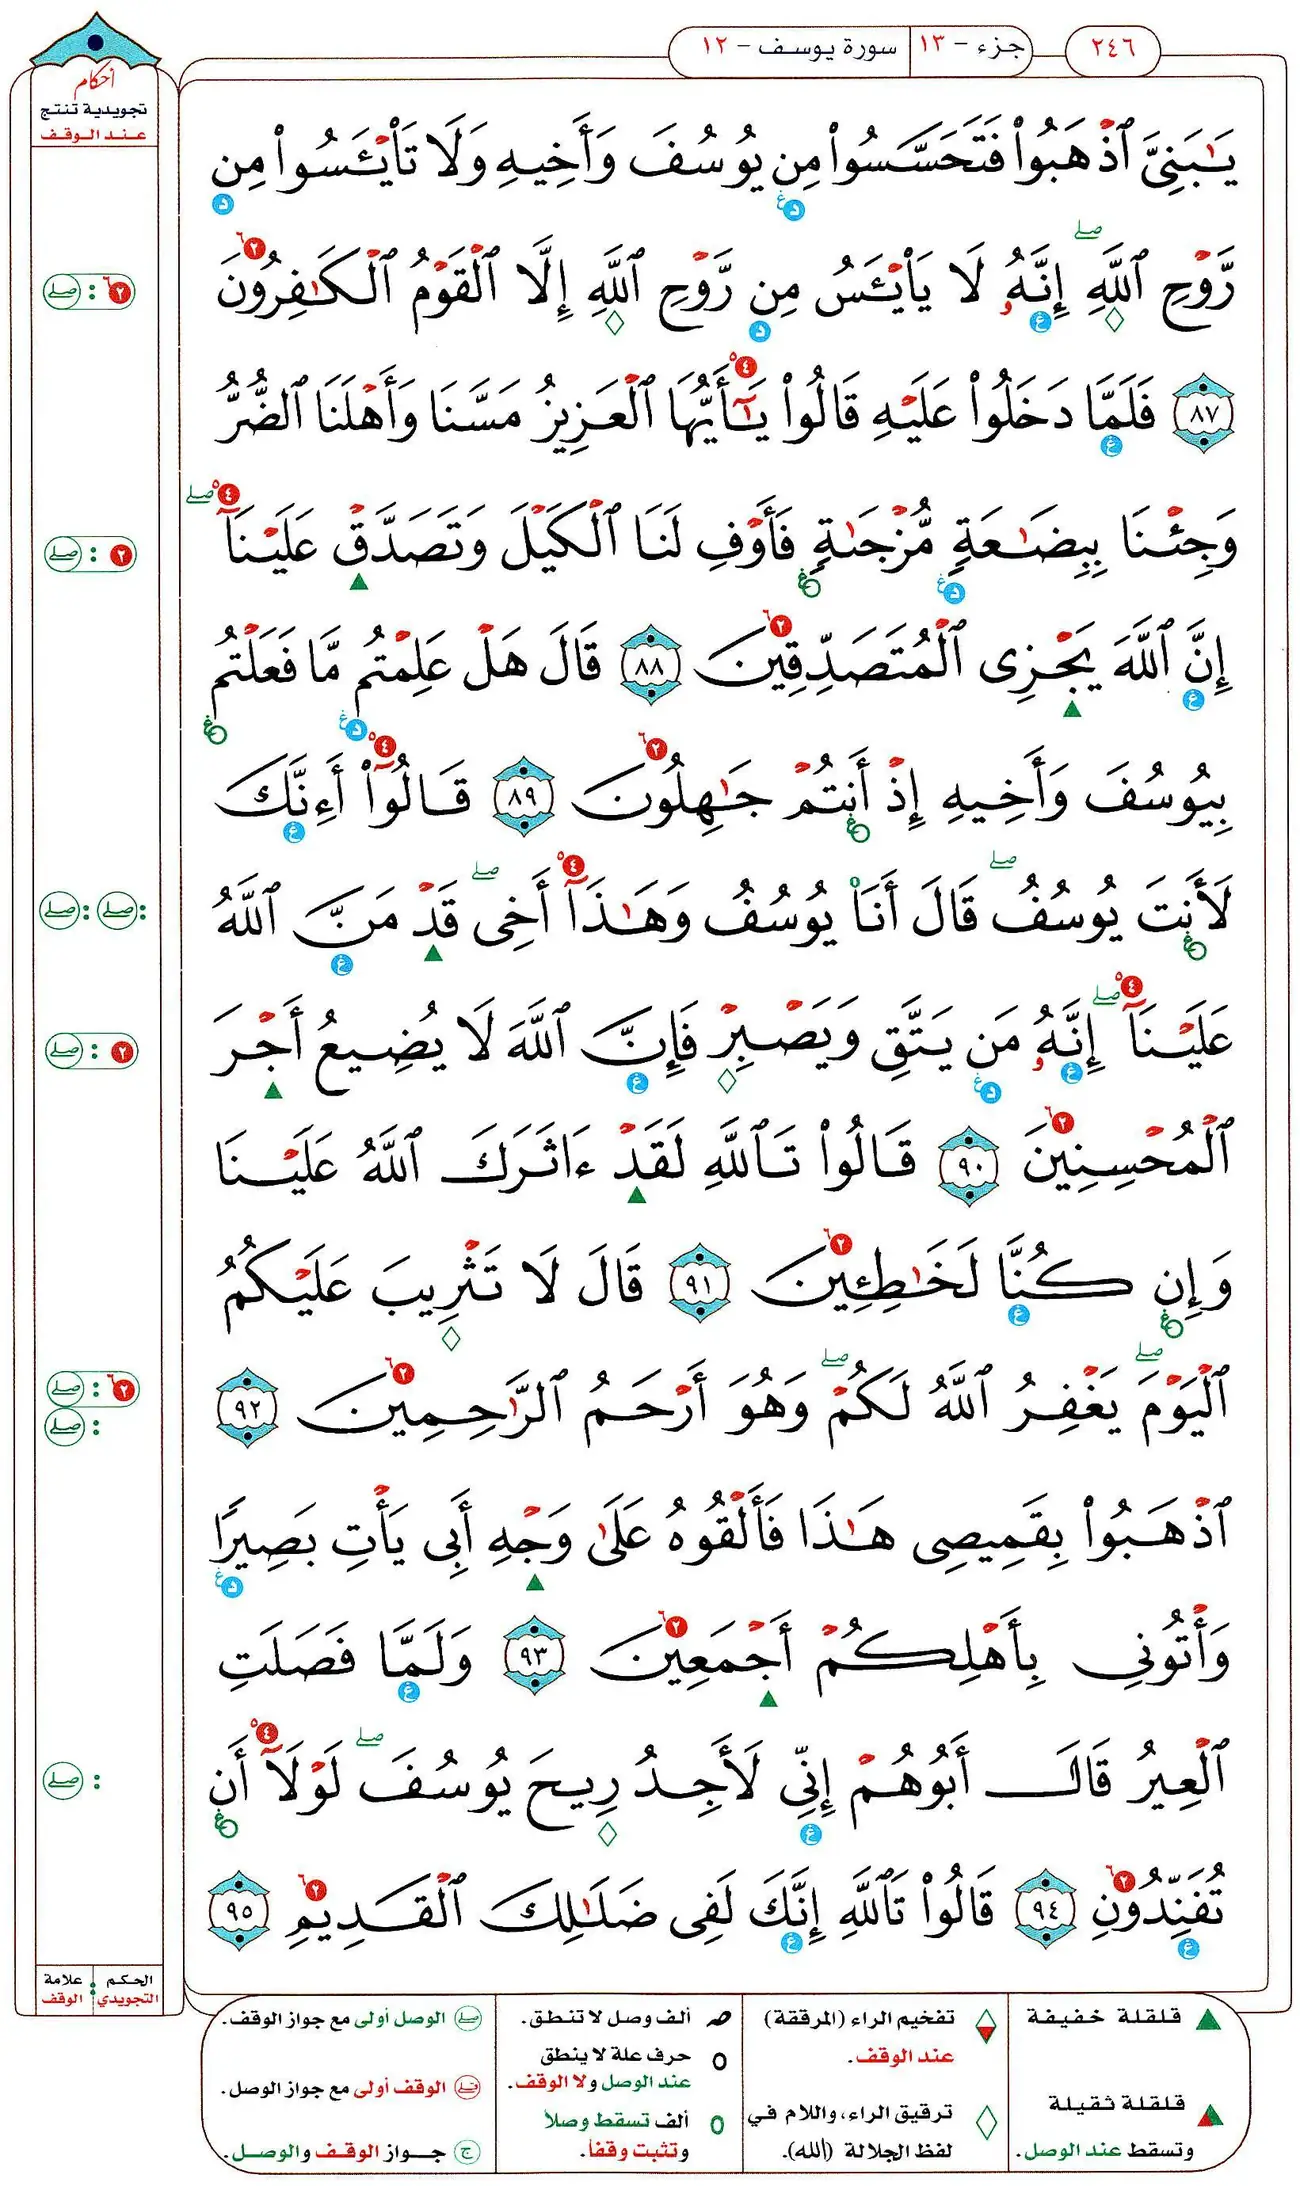 ٢٤٦
جزء - ١٣ سورة يوسف - ١٢
أحكام
تجويدية تنتج
عند الوقف
يَـٰبَنِىَّ ٱذْهَبُوا۟ فَتَحَسَّسُوا۟ مِن يُوسُفَ وَأَخِيهِ وَلَا تَا۟يْـَٔسُوا۟ مِن
رَّوْحِ ٱللَّهِ ۖ إِنَّهُۥ لَا يَا۟يْـَٔسُ مِن رَّوْحِ ٱللَّهِ إِلَّا ٱلْقَوْمُ ٱلْكَـٰفِرُونَ
٨٧ فَلَمَّا دَخَلُوا۟ عَلَيْهِ قَالُوا۟ يَـٰٓأَيُّهَا ٱلْعَزِيزُ مَسَّنَا وَأَهْلَنَا ٱلضُّرُّ
وَجِئْنَا بِبِضَـٰعَةٍ مُّزْجَىٰةٍ فَأَوْفِ لَنَا ٱلْكَيْلَ وَتَصَدَّقْ عَلَيْنَآ ۖ
إِنَّ ٱللَّهَ يَجْزِى ٱلْمُتَصَدِّقِينَ ٨٨ قَالَ هَلْ عَلِمْتُم مَّا فَعَلْتُم
بِيُوسُفَ وَأَخِيهِ إِذْ أَنتُمْ جَـٰهِلُونَ ٨٩ قَالُوٓا۟ أَءِنَّكَ
لَأَنتَ يُوسُفُ ۖ قَالَ أَنَا۠ يُوسُفُ وَهَـٰذَآ أَخِى ۖ قَدْ مَنَّ ٱللَّهُ
عَلَيْنَآ ۖ إِنَّهُۥ مَن يَتَّقِ وَيَصْبِرْ فَإِنَّ ٱللَّهَ لَا يُضِيعُ أَجْرَ
ٱلْمُحْسِنِينَ ٩٠ قَالُوا۟ تَٱللَّهِ لَقَدْ ءَاثَرَكَ ٱللَّهُ عَلَيْنَا
وَإِن كُنَّا لَخَـٰطِـِٔينَ ٩١ قَالَ لَا تَثْرِيبَ عَلَيْكُمُ
ٱلْيَوْمَ ۖ يَغْفِرُ ٱللَّهُ لَكُمْ ۖ وَهُوَ أَرْحَمُ ٱلرَّٰحِمِينَ ٩٢
ٱذْهَبُوا۟ بِقَمِيصِى هَـٰذَا فَأَلْقُوهُ عَلَىٰ وَجْهِ أَبِى يَأْتِ بَصِيرًا
وَأْتُونِى بِأَهْلِكُمْ أَجْمَعِينَ ٩٣ وَلَمَّا فَصَلَتِ
ٱلْعِيرُ قَالَ أَبُوهُمْ إِنِّى لَأَجِدُ رِيحَ يُوسُفَ ۖ لَوْلَآ أَن
تُفَنِّدُونِ ٩٤ قَالُوا۟ تَٱللَّهِ إِنَّكَ لَفِى ضَلَـٰلِكَ ٱلْقَدِيمِ ٩٥
الحكم التجويدي : علامة الوقف
قلقلة خفيفة
قلقلة ثقيلة
وتسقط عند الوصل.
تفخيم الراء (المرققة)
عند الوقف.
ترقيق الراء، واللام في
لفظ الجلالة (الله).
ألف وصل لا تنطق.
حرف علة لا ينطق
عند الوصل ولا الوقف.
ألف تسقط وصلاً
وتثبت وقفاً.
صلے الوصل أولى مع جواز الوقف.
قلے الوقف أولى مع جواز الوصل.
ج جواز الوقف والوصل.